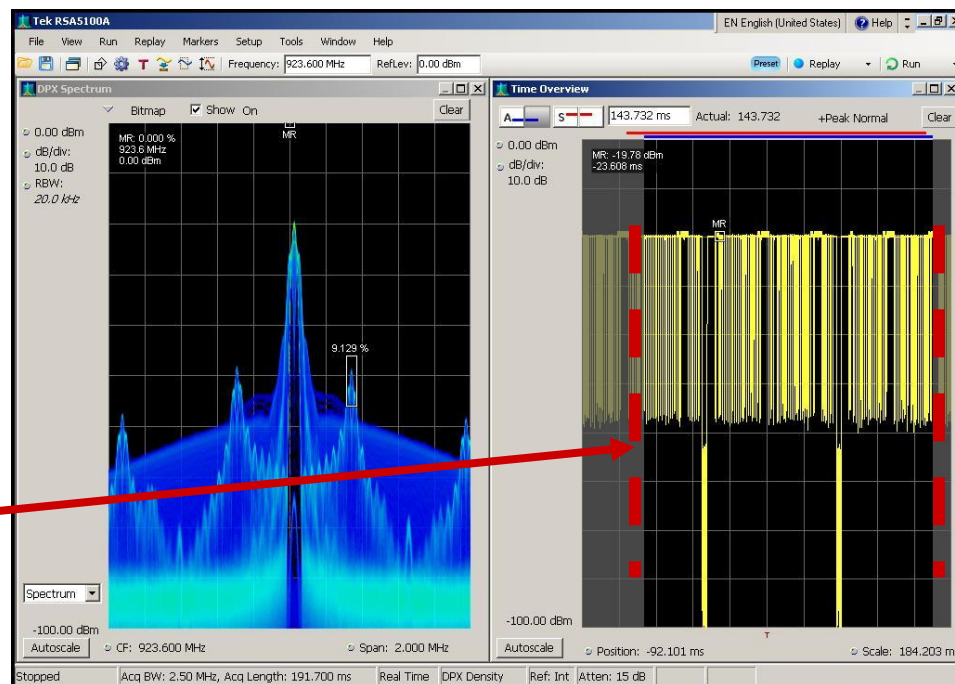 Tek RSA5100A
EN English (United States) Help
File View Run Replay Markers Setup Tools Window Help
Frequency: 923.600 MHz RefLev: 0.00 dBm Preset Replay Run
DPX Spectrum
Bitmap Show On Clear
0.00 dBm
dB/div:
10.0 dB
RBW:
20.0 kHz
MR: 0.000 %
923.6 MHz
0.00 dBm
MR
9.129 %
Spectrum
-100.00 dBm
Autoscale CF: 923.600 MHz Span: 2.000 MHz
Time Overview
A S 143.732 ms Actual: 143.732 +Peak Normal Clear
0.00 dBm
dB/div:
10.0 dB
MR: -19.78 dBm
-23.608 ms
MR
-100.00 dBm
T
Autoscale Position: -92.101 ms Scale: 184.203 m
Stopped Acq BW: 2.50 MHz, Acq Length: 191.700 ms Real Time DPX Density Ref: Int Atten: 15 dB